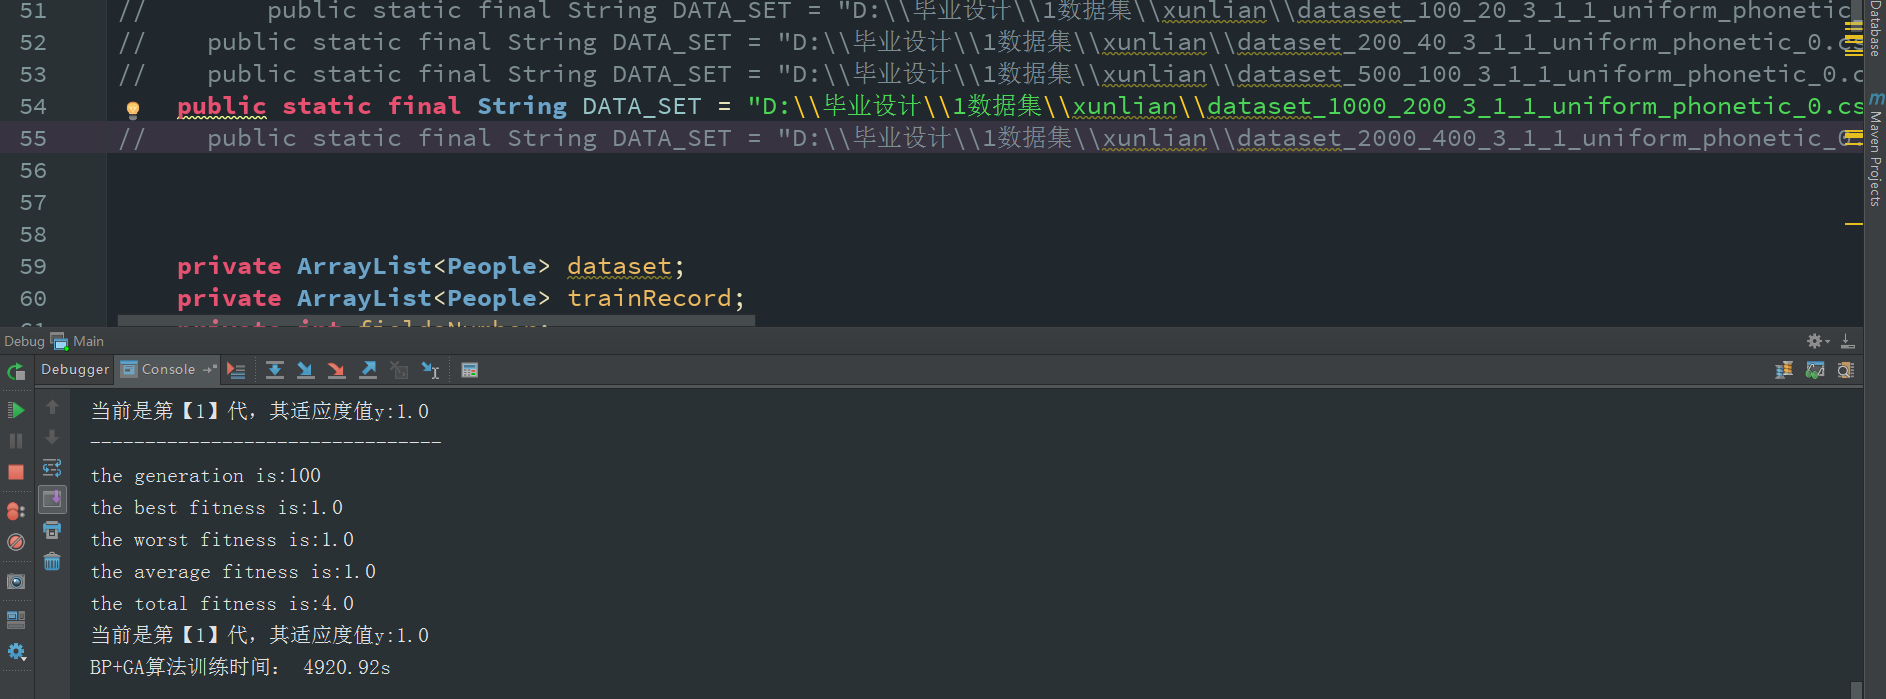 51 // public static final String DATA_SET = "D:\\毕业设计\\1数据集\\xunlian\\dataset_100_20_3_1_1_uniform_phonetic_
52 // public static final String DATA_SET = "D:\\毕业设计\\1数据集\\xunlian\\dataset_200_40_3_1_1_uniform_phonetic_0.cs
53 // public static final String DATA_SET = "D:\\毕业设计\\1数据集\\xunlian\\dataset_500_100_3_1_1_uniform_phonetic_0.c
54 public static final String DATA_SET = "D:\\毕业设计\\1数据集\\xunlian\\dataset_1000_200_3_1_1_uniform_phonetic_0.cs
55 // public static final String DATA_SET = "D:\\毕业设计\\1数据集\\xunlian\\dataset_2000_400_3_1_1_uniform_phonetic_0.
56
57
58
59 private ArrayList<People> dataset;
60 private ArrayList<People> trainRecord;
Database
Maven Projects
Debug Main
Debugger Console
当前是第【1】代，其适应度值y:1.0
--------------------------------
the generation is:100
the best fitness is:1.0
the worst fitness is:1.0
the average fitness is:1.0
the total fitness is:4.0
当前是第【1】代，其适应度值y:1.0
BP+GA算法训练时间： 4920.92s